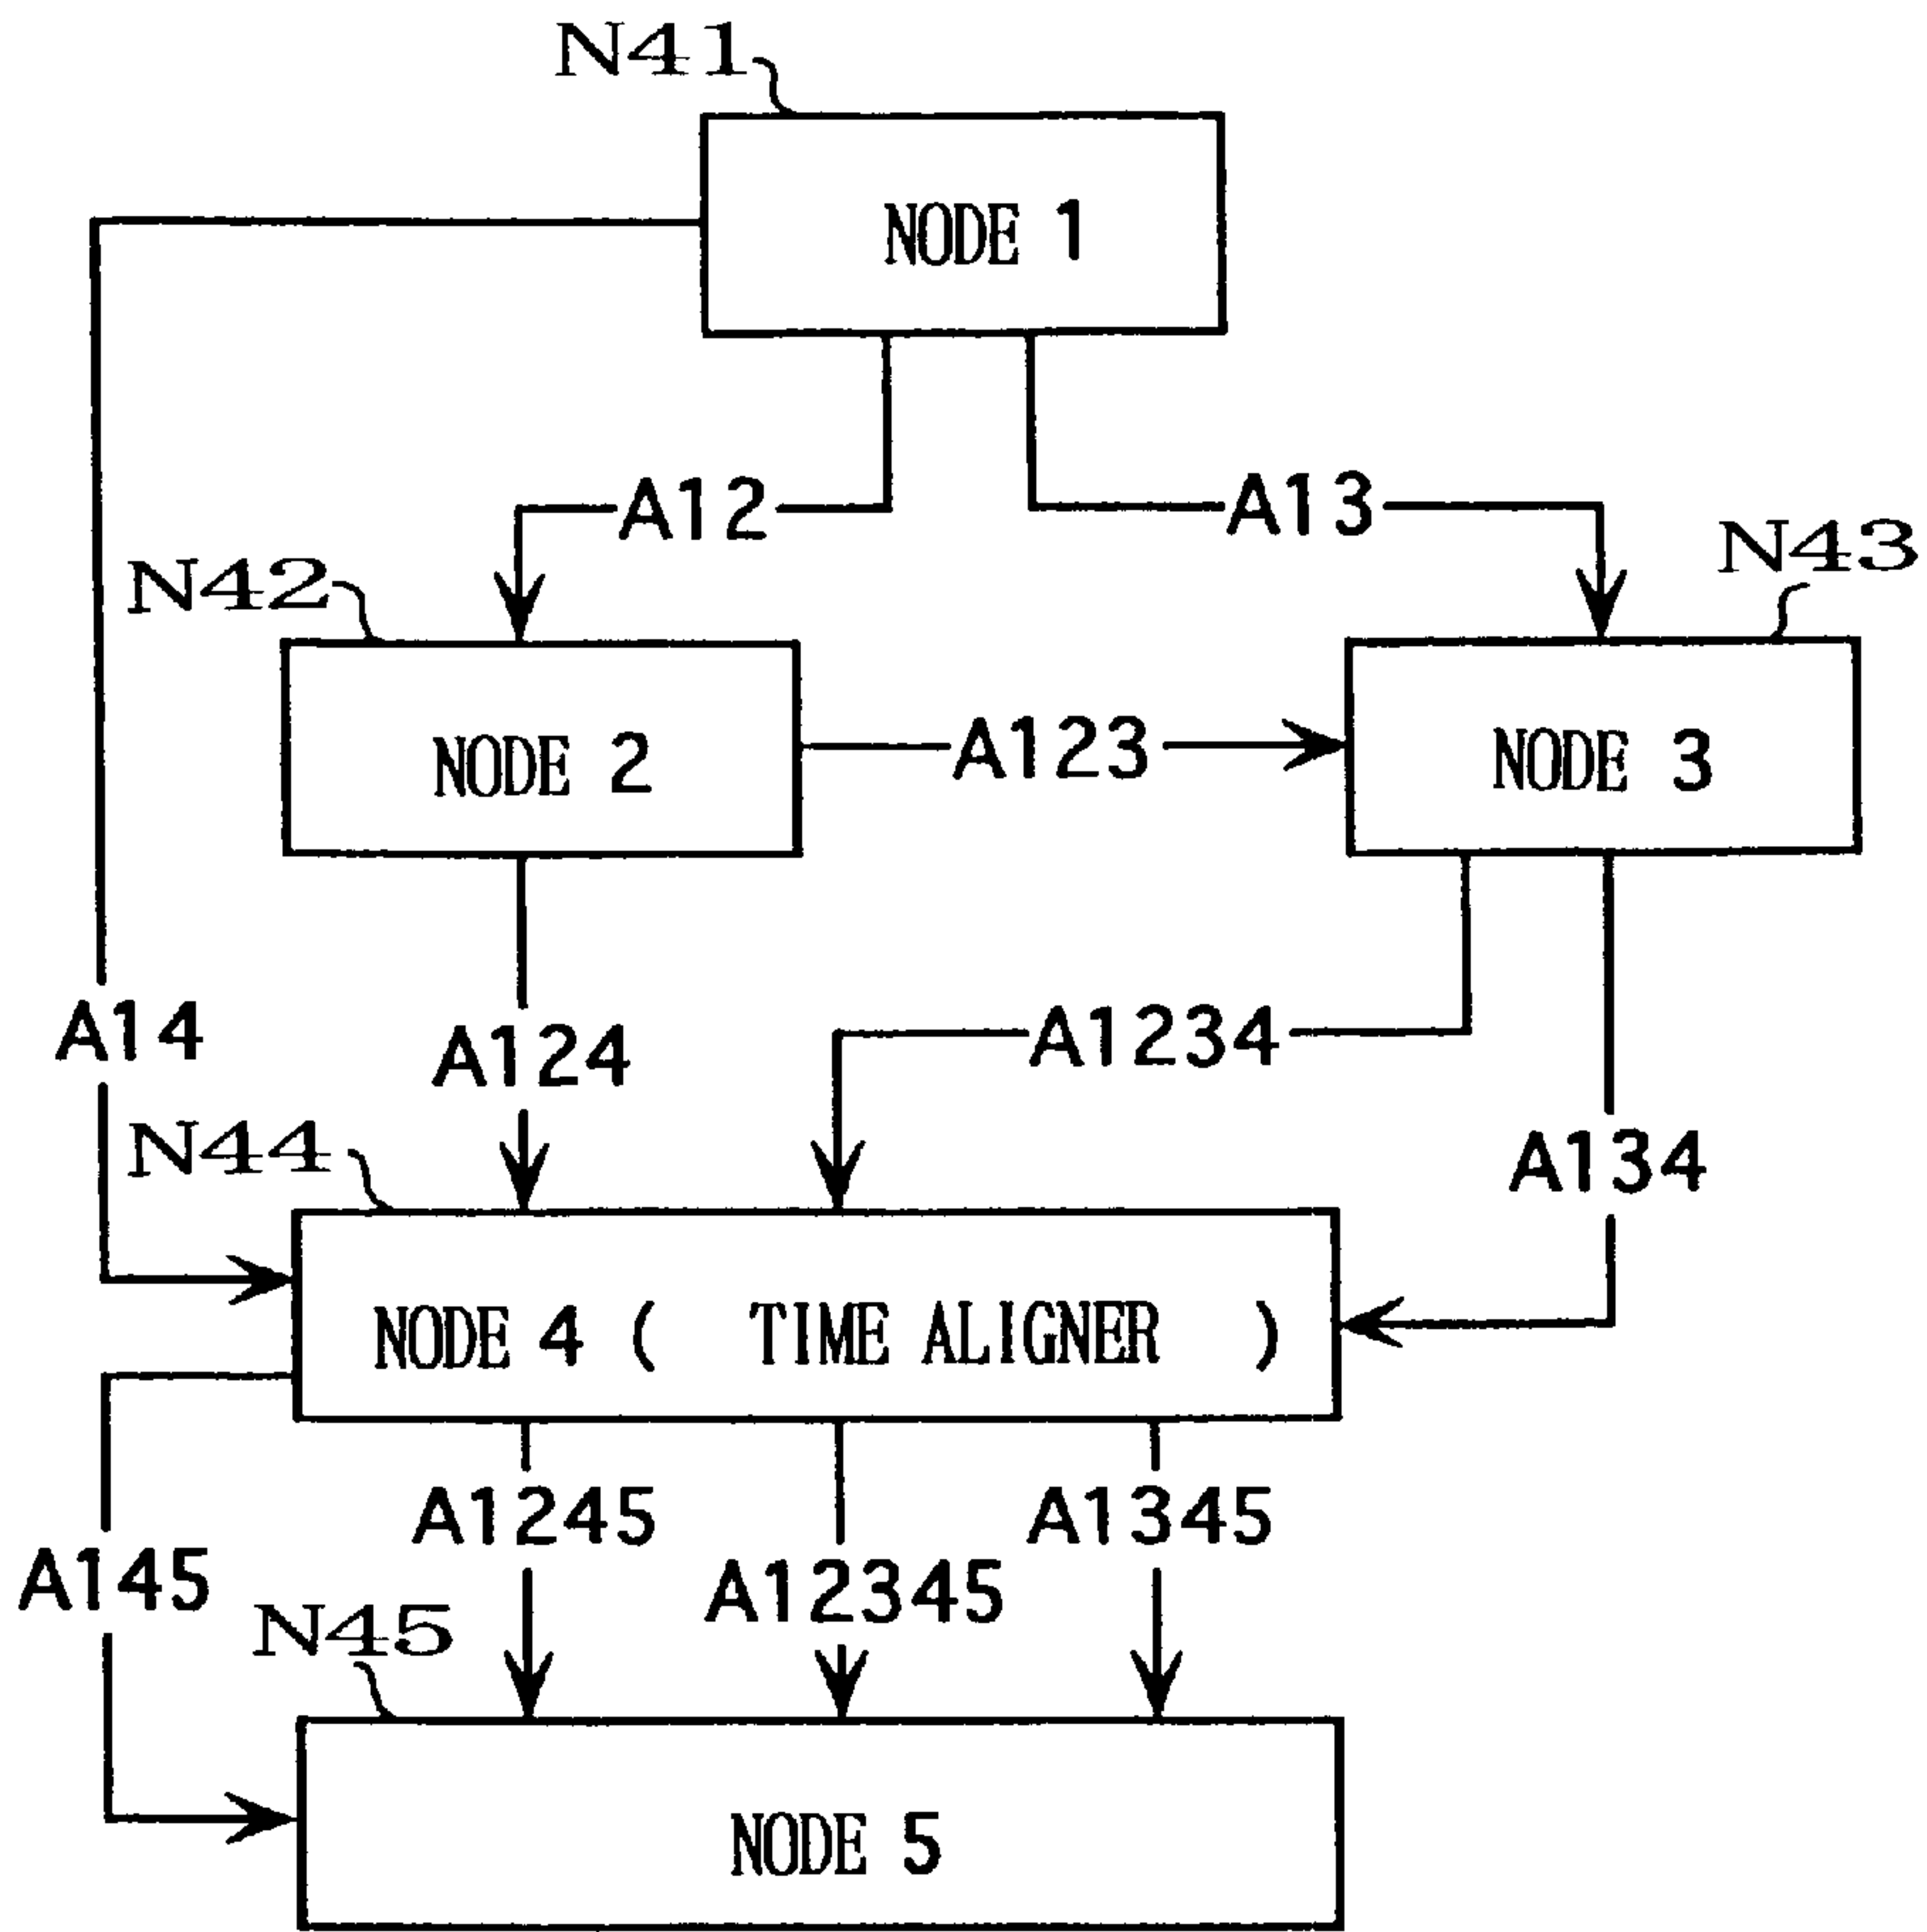 N41
NODE 1
A12
A13
N42
N43
NODE 2
A123
NODE 3
A14
A124
A1234
N44
A134
NODE 4 ( TIME ALIGNER )
A1245
A1345
A145
A12345
N45
NODE 5